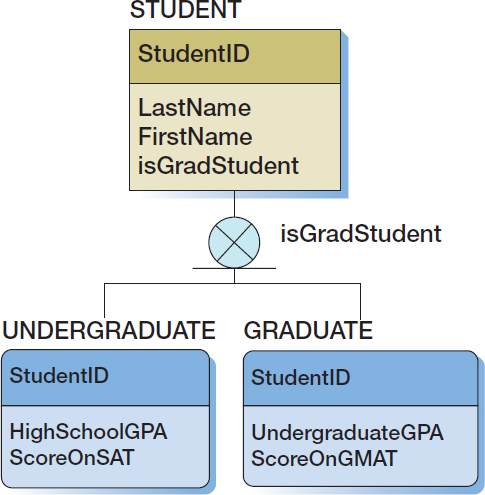 STUDENT
StudentID
LastName
FirstName
isGradStudent
isGradStudent
UNDERGRADUATE
StudentID
HighSchoolGPA
ScoreOnSAT
GRADUATE
StudentID
UndergraduateGPA
ScoreOnGMAT